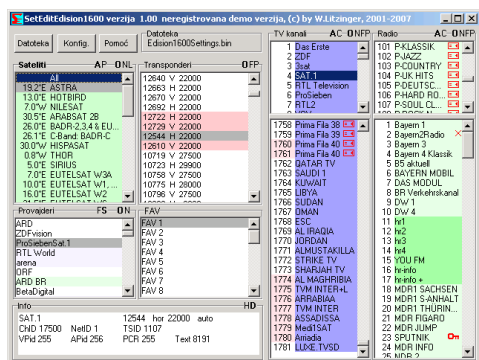 SetEditEdision1600 verzija 1.00 neregistrovana demo verzija, (c) by W.Litzinger, 2001-2007
Datoteka
Konfig.
Pomoć
Datoteka
Edision1600Settings.bin
Sateliti AP ONL
All
19.2°E ASTRA
13.0°E HOTBIRD
7.0°W NILESAT
30.5°E ARABSAT 2B
26.0°E BADR-2,3,4 & EU...
26.1°E C-Band: BADR-C
30.0°W HISPASAT
0.8°W THOR
5.0°E SIRIUS
7.0°E EUTELSAT W3A
10.0°E EUTELSAT W1, ...
16.0°E EUTELSAT W2
Transponderi OFP
12640 V 22000
12663 H 22000
12670 V 22000
12692 H 22000
12722 H 22000
12729 V 22000
12544 H 22000
12610 V 22000
10719 V 27500
10723 H 29900
10758 V 27500
10775 H 28000
10796 V 27500
Provajderi FS ON
ARD
ZDFvision
ProSiebenSat.1
RTL World
arena
ORF
ARD BR
BetaDigital
FAV
FAV 1
FAV 2
FAV 3
FAV 4
FAV 5
FAV 6
FAV 7
FAV 8
Info HD
SAT.1 12544 hor 22000 auto
ChID 17500 NetID 1 TSID 1107
VPid 255 APid 256 PCR 255 Text 8191
TV kanali AC ONFP
1 Das Erste
2 ZDF
3 3sat
4 SAT.1
5 RTL Television
6 ProSieben
7 RTL2
1758 Prima Fila 38
1759 Prima Fila 39
1760 Prima Fila 40
1761 Prima Fila 40
1762 QATAR TV
1763 SAUDI 1
1764 KUWAIT
1765 LIBYA
1766 SUDAN
1767 OMAN
1768 ESC
1769 AL IRAQIA
1770 JORDAN
1771 ALMUSTAKILLA
1772 STRIKE TV
1773 SHARJAH TV
1774 AL MAGHRIBIA
1775 TVM INTER+L
1776 ARRABIAA
1777 TVM INTER
1778 ASSADISSA
1779 Medi1SAT
1780 Amadia
1781 LUXE.TVSD
Radio AC ONFP
101 P-KLASSIK
102 P-JAZZ
103 P-COUNTRY
104 P-UK HITS
105 P-DEUTSC...
106 P-HARD RO...
107 P-SOUL CL...
1 Bayern 1
2 Bayern2Radio
3 Bayern 3
4 Bayern 4 Klassik
5 B5 aktuell
6 BAYERN MOBIL
7 DAS MODUL
8 BR Verkehrskanal
9 DW 1
10 DW 4
11 hr1
12 hr2
13 hr3
14 hr4
15 YOU FM
16 hr-info
17 hr-info +
18 MDR1 SACHSEN
19 MDR1 S-ANHALT
20 MDR1 THÜRIN...
21 MDR FIGARO
22 MDR JUMP
23 SPUTNIK
24 MDR INFO
25 NDR 2